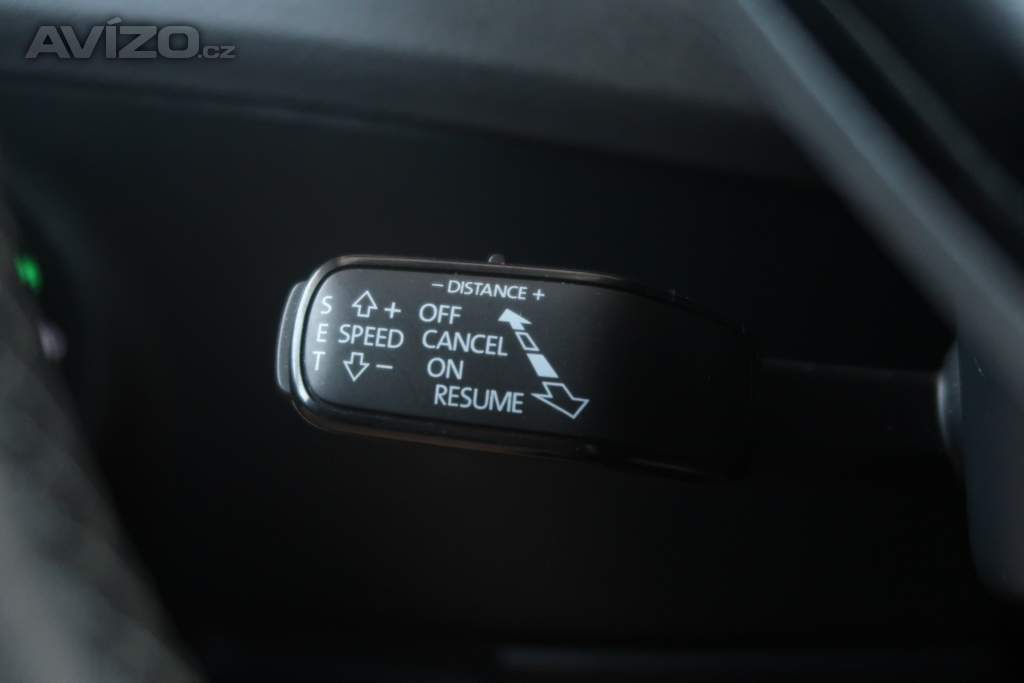 AVÍZO.cz
- DISTANCE +
S + OFF
E SPEED CANCEL
T - ON
RESUME